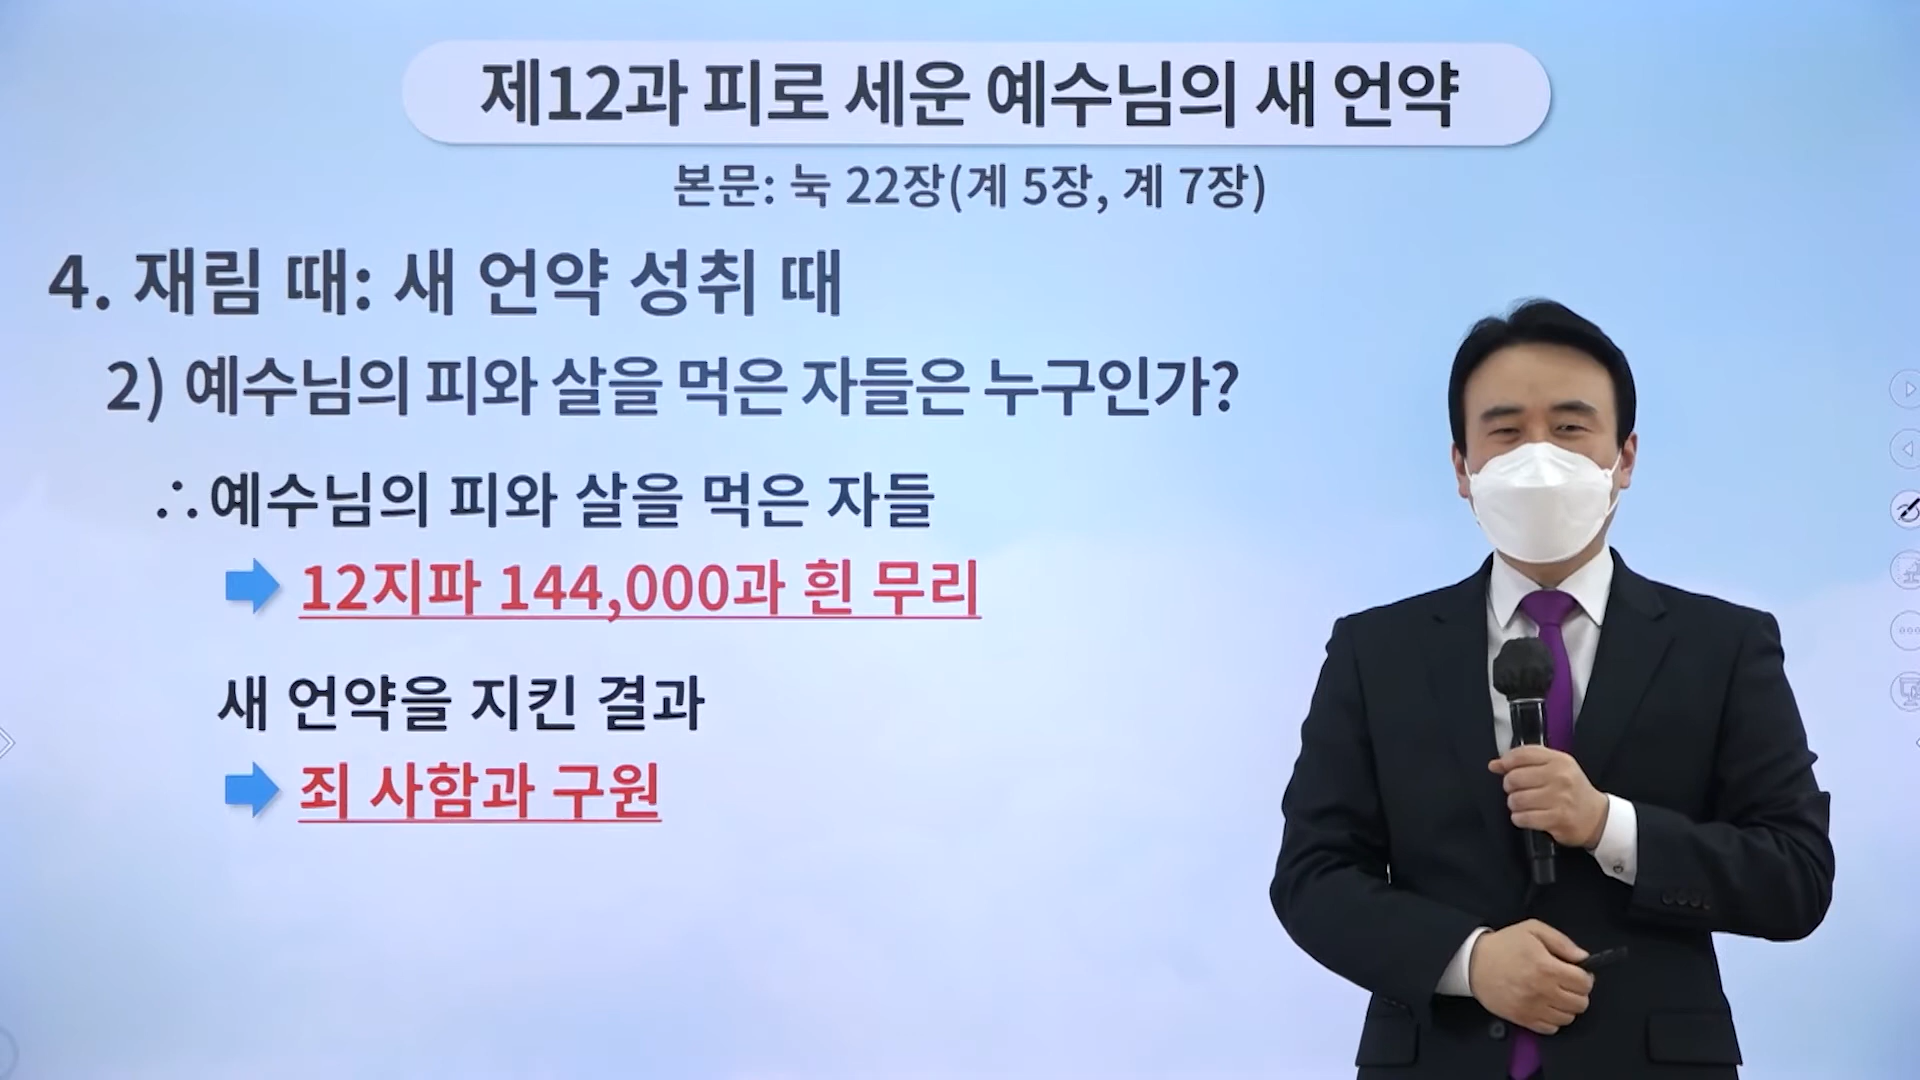 제12과 피로 세운 예수님의 새 언약
본문: 눅 22장(계 5장, 계 7장)
4. 재림 때: 새 언약 성취 때
2) 예수님의 피와 살을 먹은 자들은 누구인가?
∴예수님의 피와 살을 먹은 자들
12지파 144,000과 흰 무리
새 언약을 지킨 결과
죄 사함과 구원